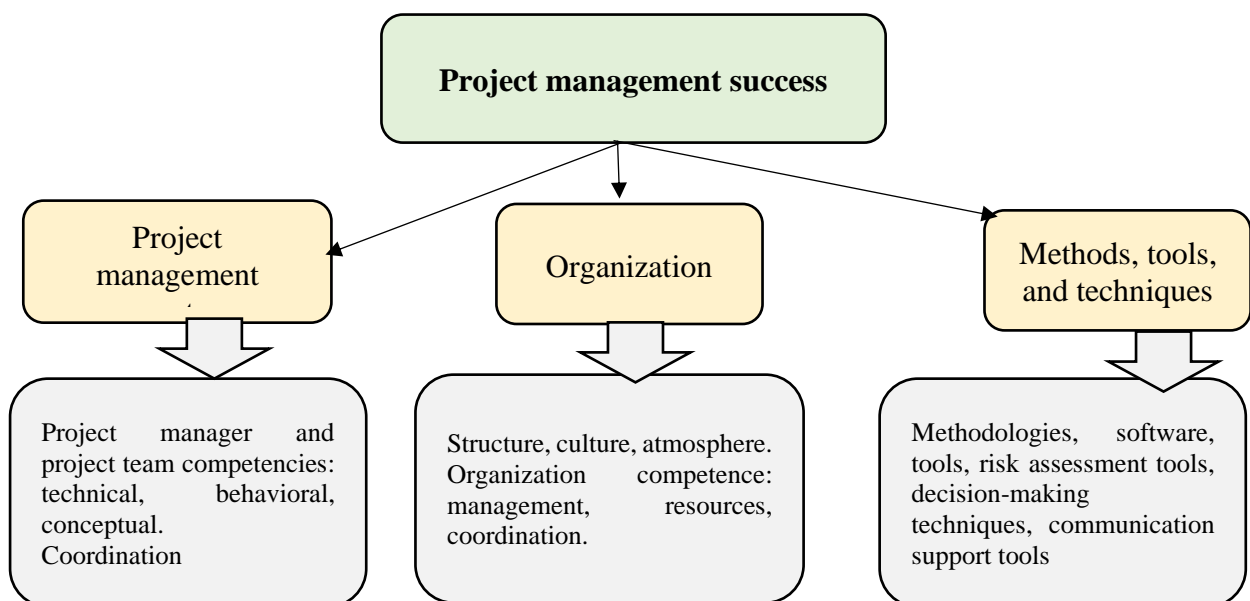 Project management success
Project
management
Organization
Methods, tools,
and techniques
Project manager and
project team competencies:
technical, behavioral,
conceptual.
Coordination
Structure, culture, atmosphere.
Organization competence:
management, resources,
coordination.
Methodologies, software,
tools, risk assessment tools,
decision-making
techniques, communication
support tools